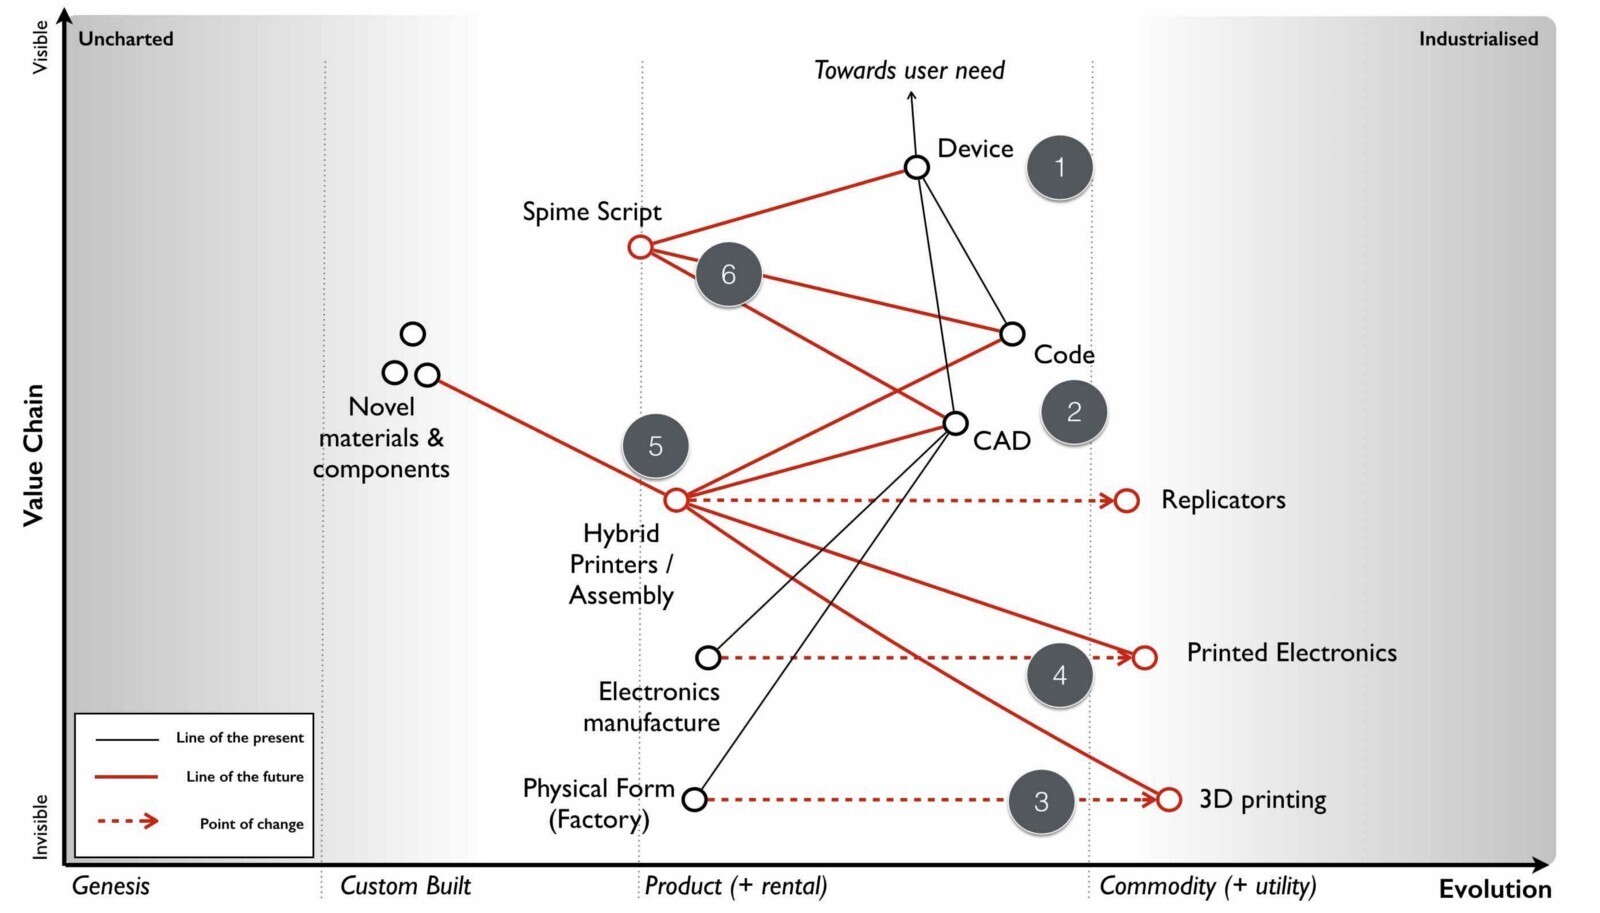 Visible
Uncharted
Industrialised
Towards user need
Device
1
Spime Script
6
Code
Novel
materials &
components
2
CAD
5
Value Chain
Replicators
Hybrid
Printers /
Assembly
Printed Electronics
4
Electronics
manufacture
Line of the present
Line of the future
Point of change
Physical Form
(Factory)
3
3D printing
Invisible
Genesis
Custom Built
Product (+ rental)
Commodity (+ utility)
Evolution